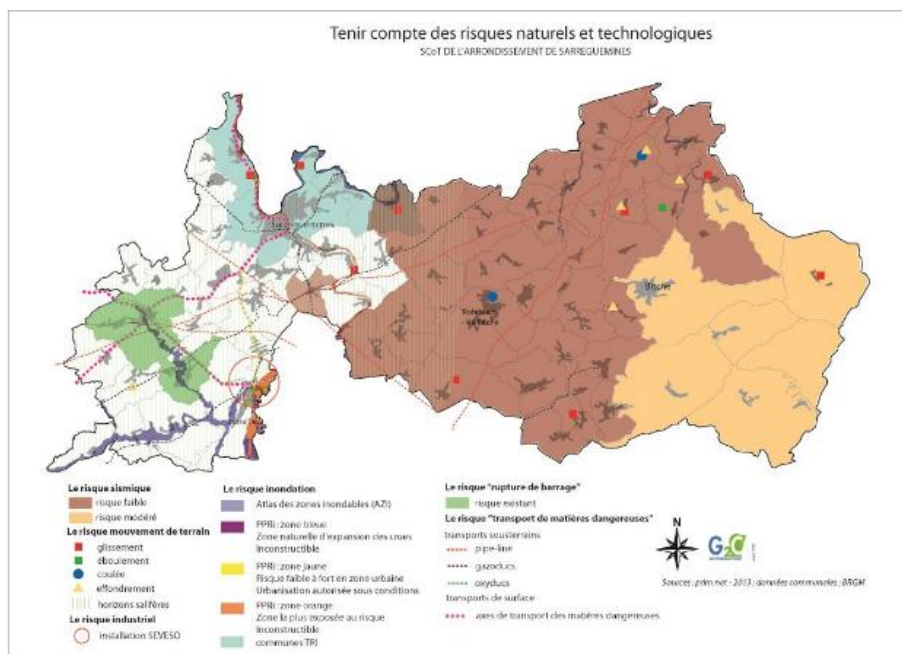 Tenir compte des risques naturels et technologiques
SCoT DE L'ARRONDISSEMENT DE SARREGUEMINES
Bitche
Le risque sismique
risque faible
risque modéré
Le risque mouvement de terrain
glissement
éboulement
coulée
effondrement
horizons salifères
Le risque industriel
installation SEVESO
Le risque inondation
Atlas des zones inondables (AZI)
PPRi : zone bleue
Zone naturelle d'expansion des crues
Inconstructible
PPRi : zone jaune
Risque faible à fort en zone urbaine
Urbanisation autorisée sous conditions
PPRi : zone orange
Zone la plus exposée au risque
Inconstructible
communes TRI
Le risque "rupture de barrage"
risque existant
Le risque "transport de matières dangereuses"
transports souterrains
pipe-line
gazoducs
oxyducs
transports de surface
axes de transport des matières dangereuses
N
G2C
Sources : prim.net - 2013 ; données communales ; BRGM